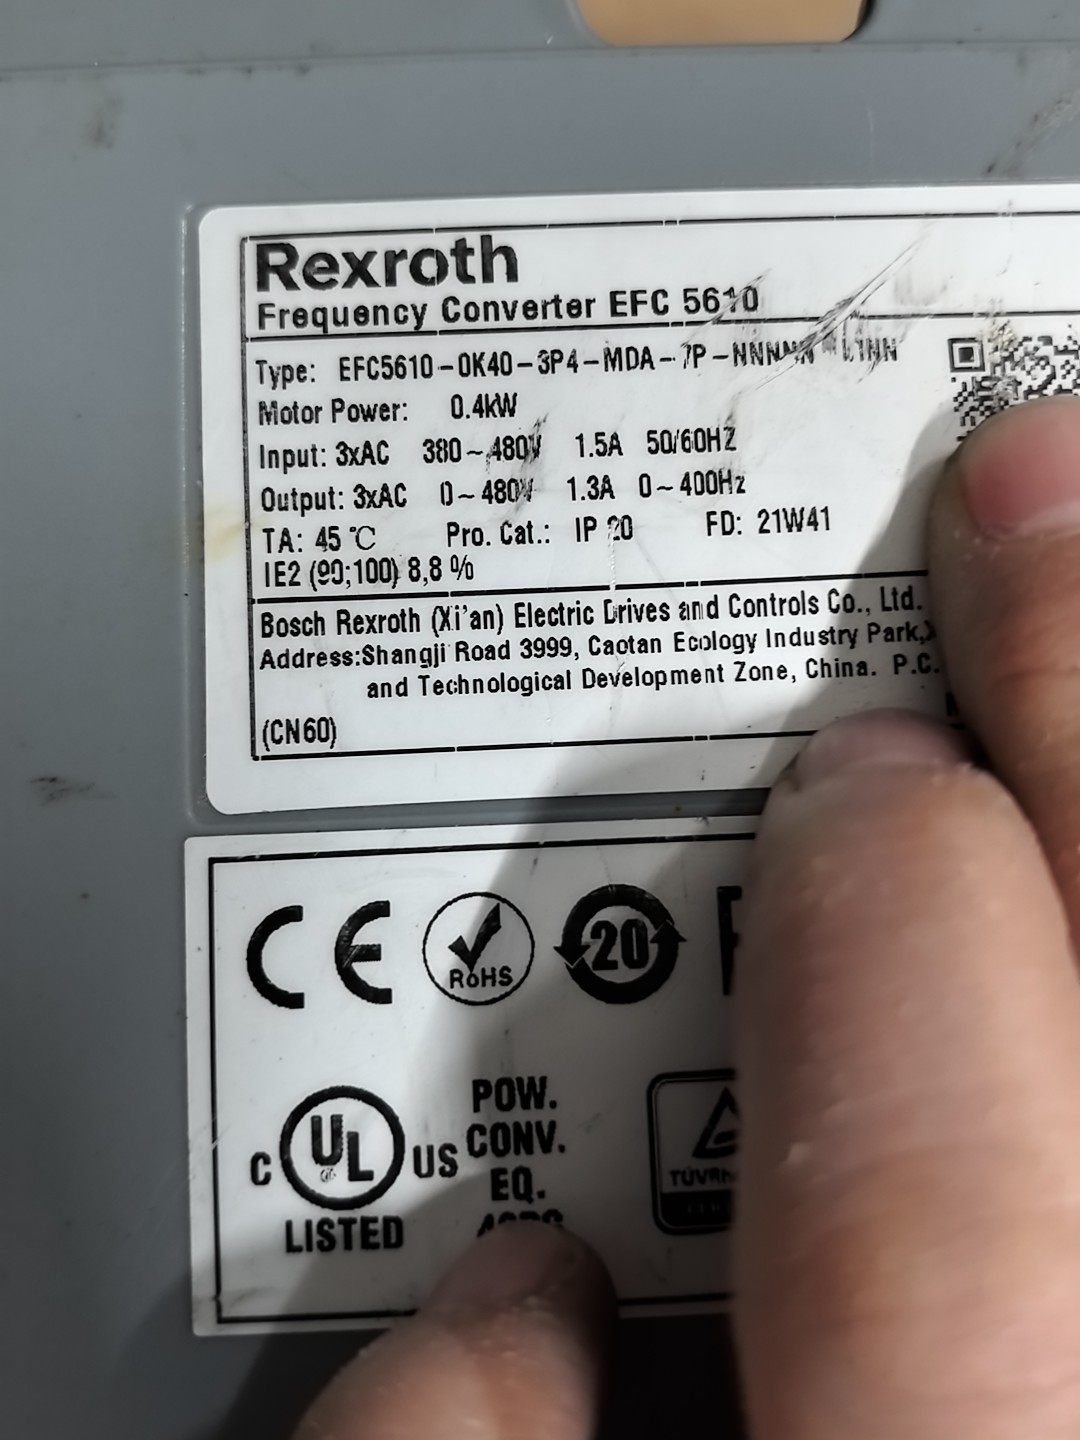 Rexroth
Frequency Converter EFC 5610
Type: EFC5610-0K40-3P4-MDA-7P-NNNNN-L1NN
Motor Power: 0.4kW
Input: 3xAC 380~480V 1.5A 50/60HZ
Output: 3xAC 0~480V 1.3A 0~400Hz
TA: 45℃ Pro. Cat.: IP 20 FD: 21W41
IE2 (90;100) 8,8 %
Bosch Rexroth (Xi'an) Electric Drives and Controls Co., Ltd.
Address:Shangji Road 3999, Caotan Ecology Industry Park,
and Technological Development Zone, China. P.C.
(CN60)
CE
RoHS
20
C UL US
LISTED
POW.
CONV.
EQ.